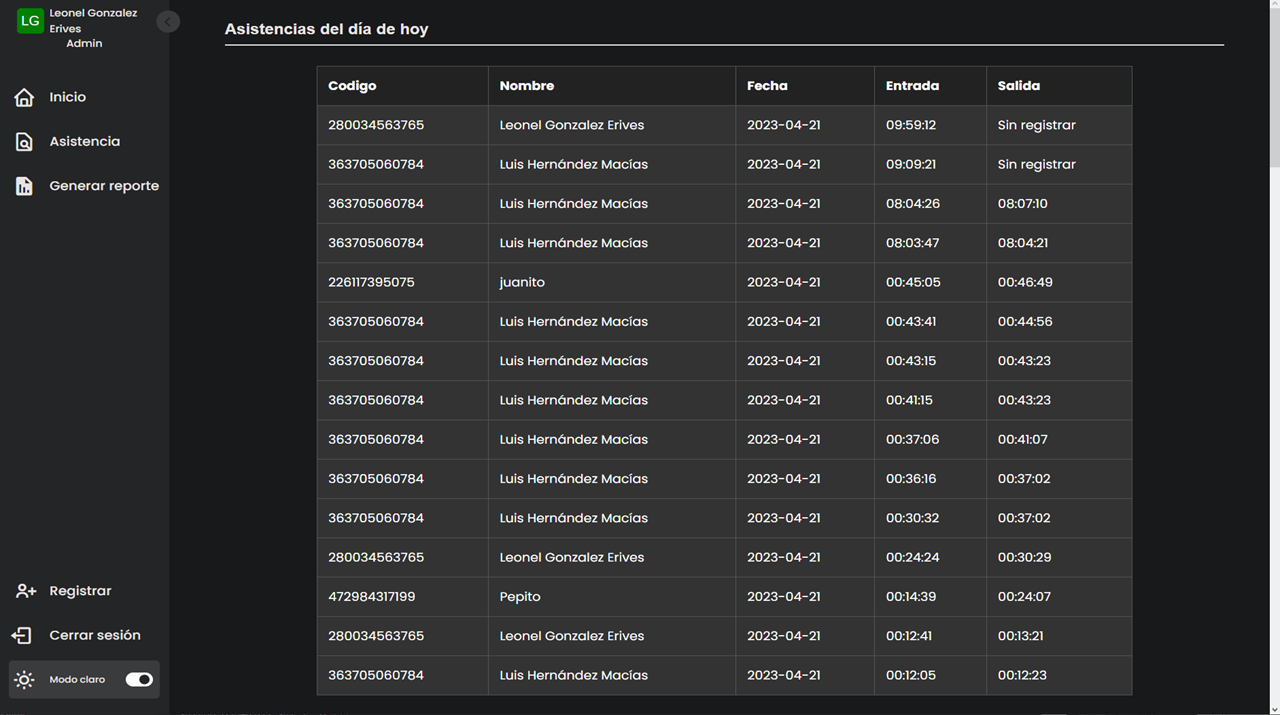 LG
Leonel Gonzalez
Erives
Admin
Inicio
Asistencia
Generar reporte
Registrar
Cerrar sesión
Modo claro
Asistencias del día de hoy
Codigo Nombre Fecha Entrada Salida
280034563765 Leonel Gonzalez Erives 2023-04-21 09:59:12 Sin registrar
363705060784 Luis Hernández Macías 2023-04-21 09:09:21 Sin registrar
363705060784 Luis Hernández Macías 2023-04-21 08:04:26 08:07:10
363705060784 Luis Hernández Macías 2023-04-21 08:03:47 08:04:21
226117395075 juanito 2023-04-21 00:45:05 00:46:49
363705060784 Luis Hernández Macías 2023-04-21 00:43:41 00:44:56
363705060784 Luis Hernández Macías 2023-04-21 00:43:15 00:43:23
363705060784 Luis Hernández Macías 2023-04-21 00:41:15 00:43:23
363705060784 Luis Hernández Macías 2023-04-21 00:37:06 00:41:07
363705060784 Luis Hernández Macías 2023-04-21 00:36:16 00:37:02
363705060784 Luis Hernández Macías 2023-04-21 00:30:32 00:37:02
280034563765 Leonel Gonzalez Erives 2023-04-21 00:24:24 00:30:29
472984317199 Pepito 2023-04-21 00:14:39 00:24:07
280034563765 Leonel Gonzalez Erives 2023-04-21 00:12:41 00:13:21
363705060784 Luis Hernández Macías 2023-04-21 00:12:05 00:12:23